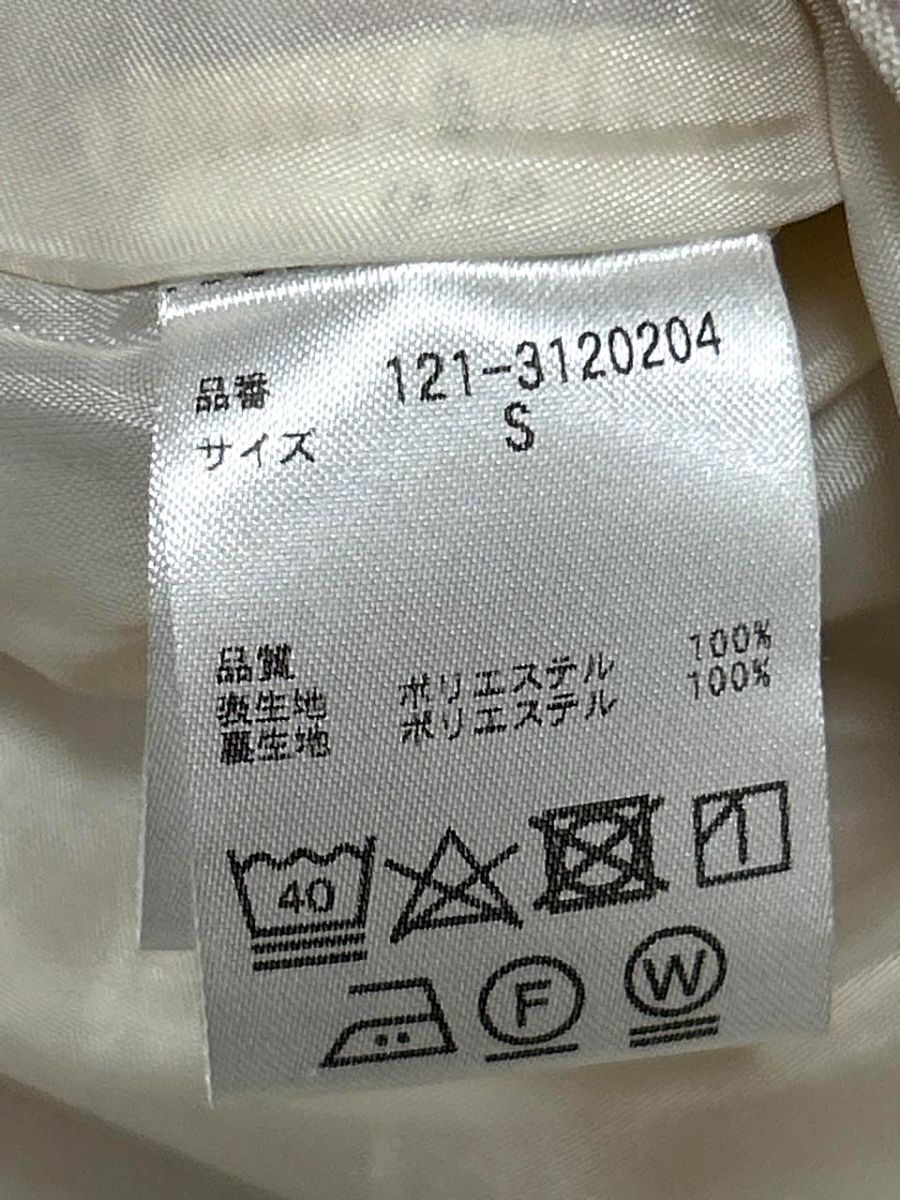 品番 121-3120204
サイズ S
品質
表生地 ポリエステル 100%
裏生地 ポリエステル 100%
40
F
W